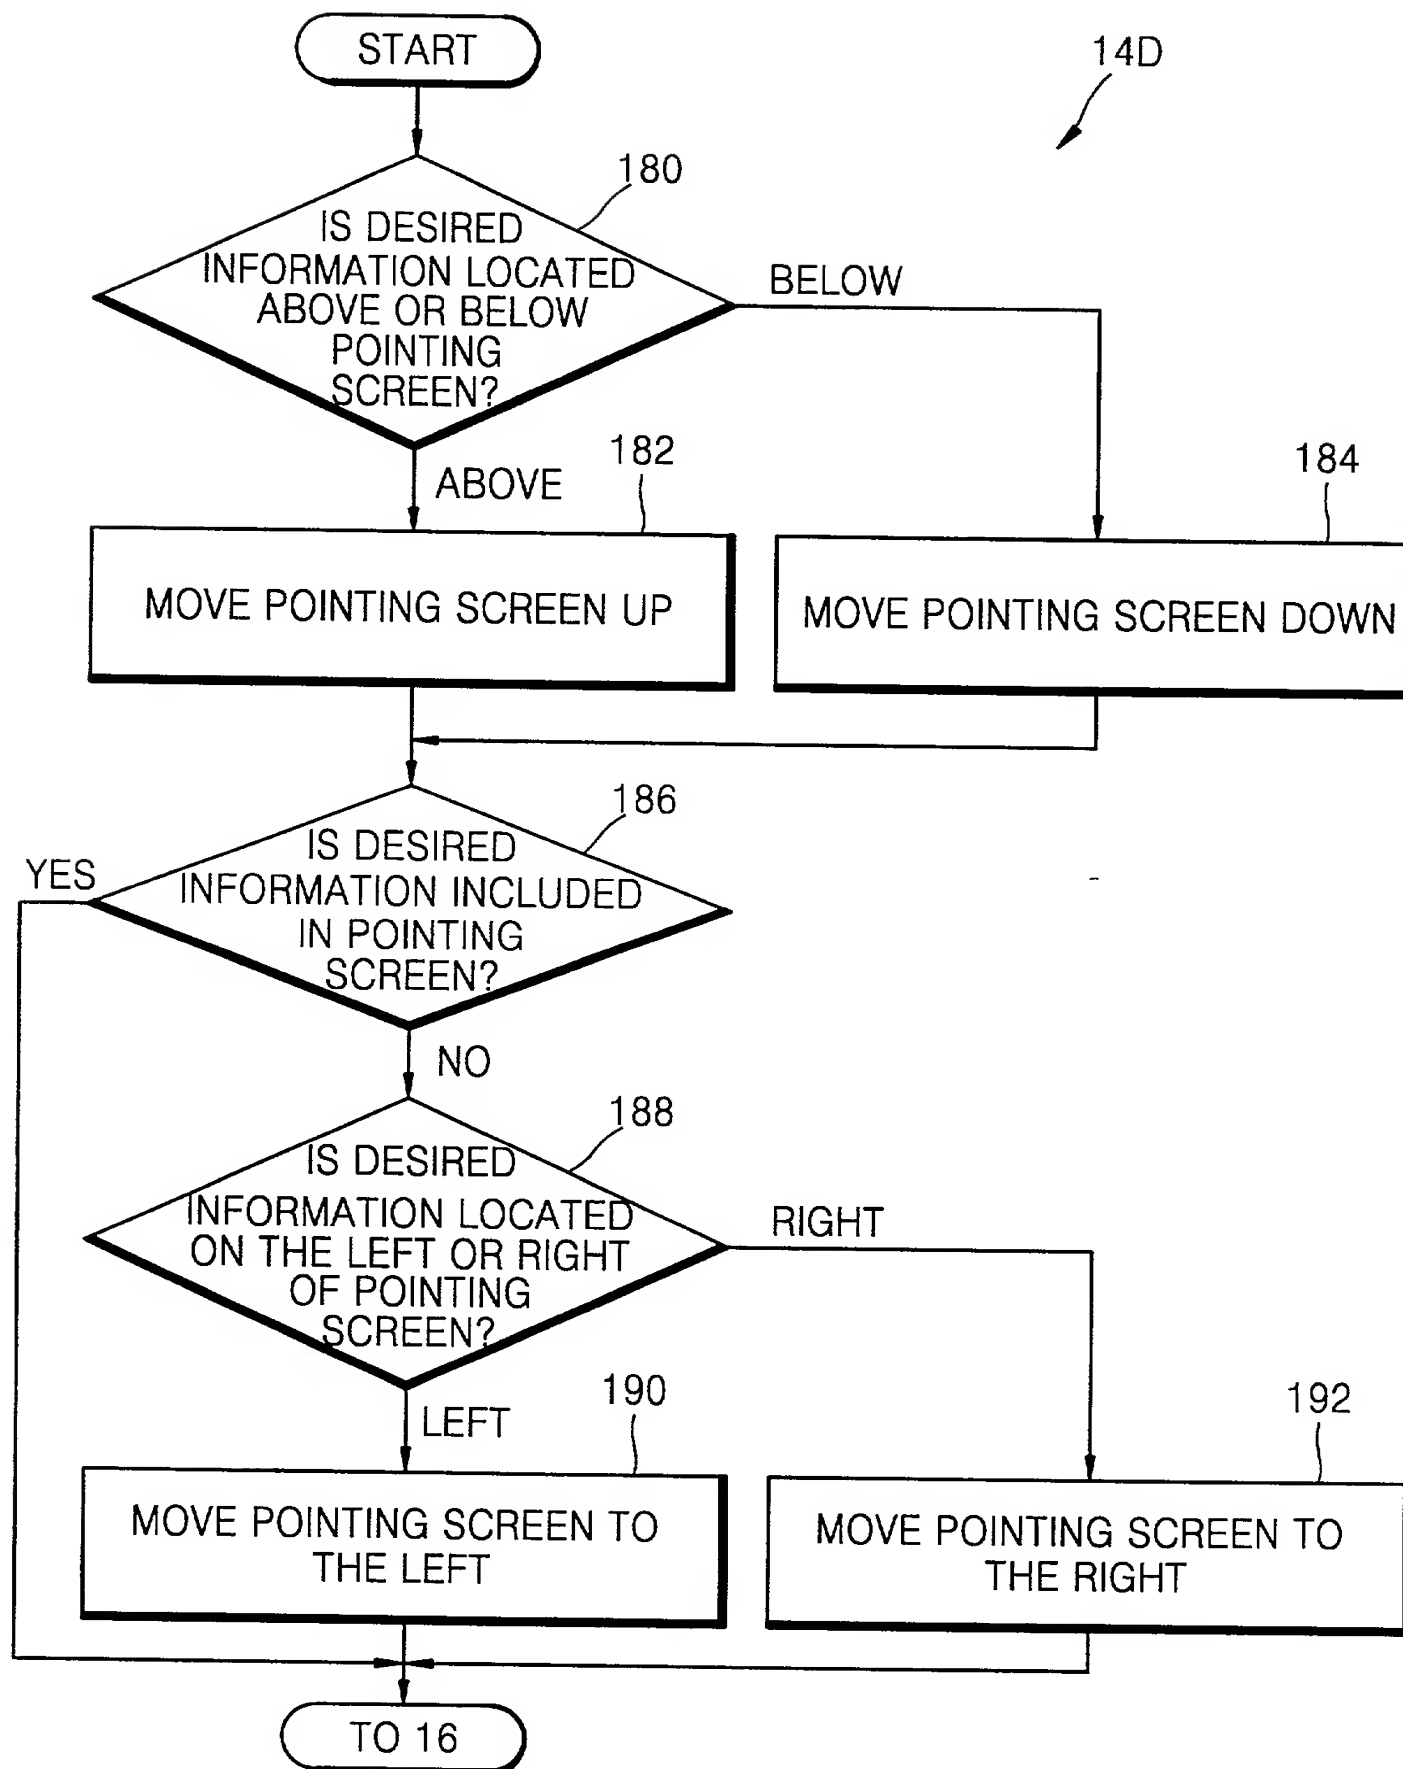 START
14D
180
IS DESIRED
INFORMATION LOCATED
ABOVE OR BELOW
POINTING
SCREEN?
BELOW
ABOVE
182
184
MOVE POINTING SCREEN UP
MOVE POINTING SCREEN DOWN
186
IS DESIRED
INFORMATION INCLUDED
IN POINTING
SCREEN?
YES
NO
188
IS DESIRED
INFORMATION LOCATED
ON THE LEFT OR RIGHT
OF POINTING
SCREEN?
RIGHT
LEFT
190
192
MOVE POINTING SCREEN TO
THE LEFT
MOVE POINTING SCREEN TO
THE RIGHT
TO 16